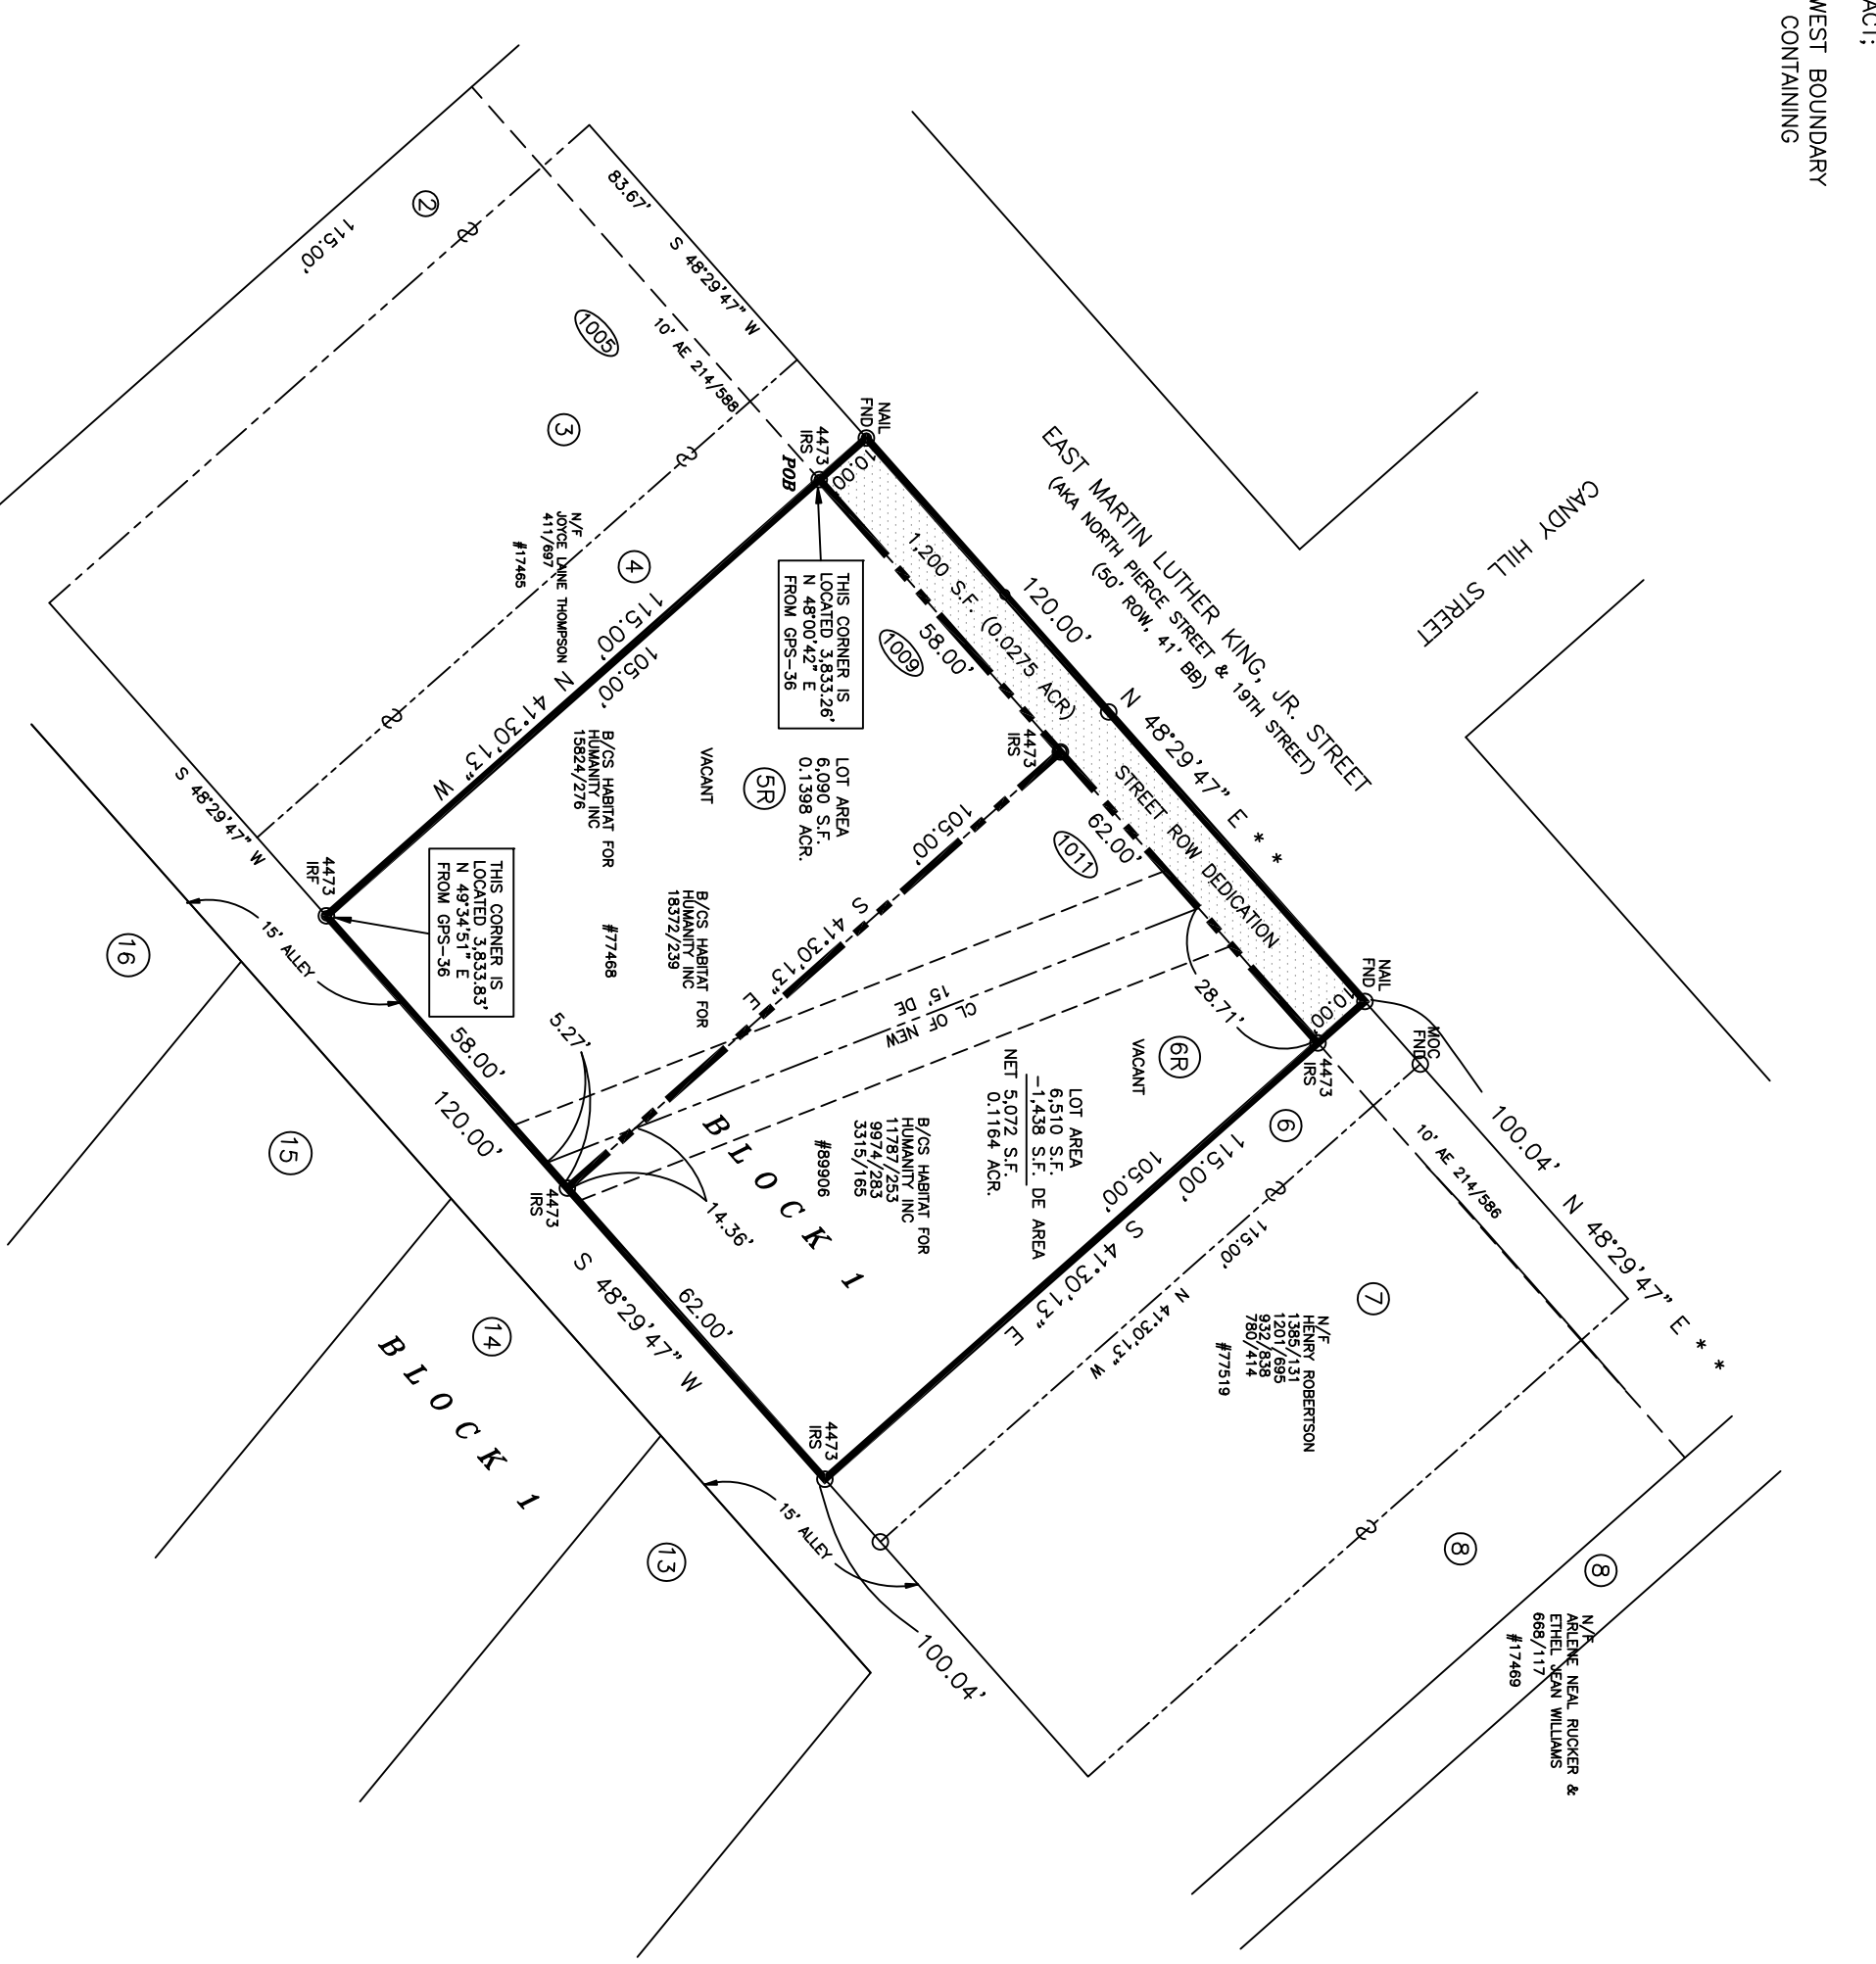 ACT;
WEST BOUNDARY
CONTAINING
CANDY HILL STREET
EAST MARTIN LUTHER KING, JR. STREET
(AKA NORTH PIERCE STREET & 19TH STREET)
(50' ROW, 41' BB)
120.00'
N 48°29'47" E * *
100.04'
N 48°29'47" E * *
83.67'
S 48°29'47" W
10' AE 214/588
NAIL
FND
4473
IRS
POB
10.00'
1,200 S.F. (0.0275 ACR)
STREET ROW DEDICATION
58.00'
1009
4473
IRS
62.00'
1011
28.71'
NAIL
FND
10.00'
4473
IRS
MOC
FND
10' AE 214/586
THIS CORNER IS
LOCATED 3,833.26'
N 48°00'42" E
FROM GPS-36
2
115.00'
1005
3
N/F
JOYCE LAINE THOMPSON
411/697
#17465
4
115.00'
105.00'
N 41°30'13" W
LOT AREA
6,090 S.F.
0.1398 ACR.
5R
VACANT
B/CS HABITAT FOR
HUMANITY INC
15824/276
B/CS HABITAT FOR
HUMANITY INC
18372/239
#77468
105.00'
S 41°30'13" E
CL OF NEW
15' DE
6R
VACANT
LOT AREA
6,510 S.F.
-1,438 S.F. DE AREA
NET 5,072 S.F.
0.1164 ACR.
B/CS HABITAT FOR
HUMANITY INC
11787/253
9974/283
3315/165
#89906
BLOCK 1
6
115.00'
105.00'
S 41°30'13" E
115.00'
N 41°30'13" W
7
N/F
HENRY ROBERTSON
1385/131
1201/695
932/838
780/414
#77519
8
8
N/F
ARLENE NEAL RUCKER &
ETHEL JEAN WILLIAMS
668/117
#17469
THIS CORNER IS
LOCATED 3,833.83'
N 49°34'51" E
FROM GPS-36
S 48°29'47" W
4473
IRF
15' ALLEY
58.00'
5.27'
14.36'
120.00'
4473
IRS
S 48°29'47" W
62.00'
4473
IRS
15' ALLEY
100.04'
16
15
14
13
BLOCK 1